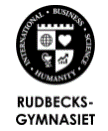 INTERNATIONAL · BUSINESS · SCIENCE · HUMANITY ·
RUDBECKS-
GYMNASIET